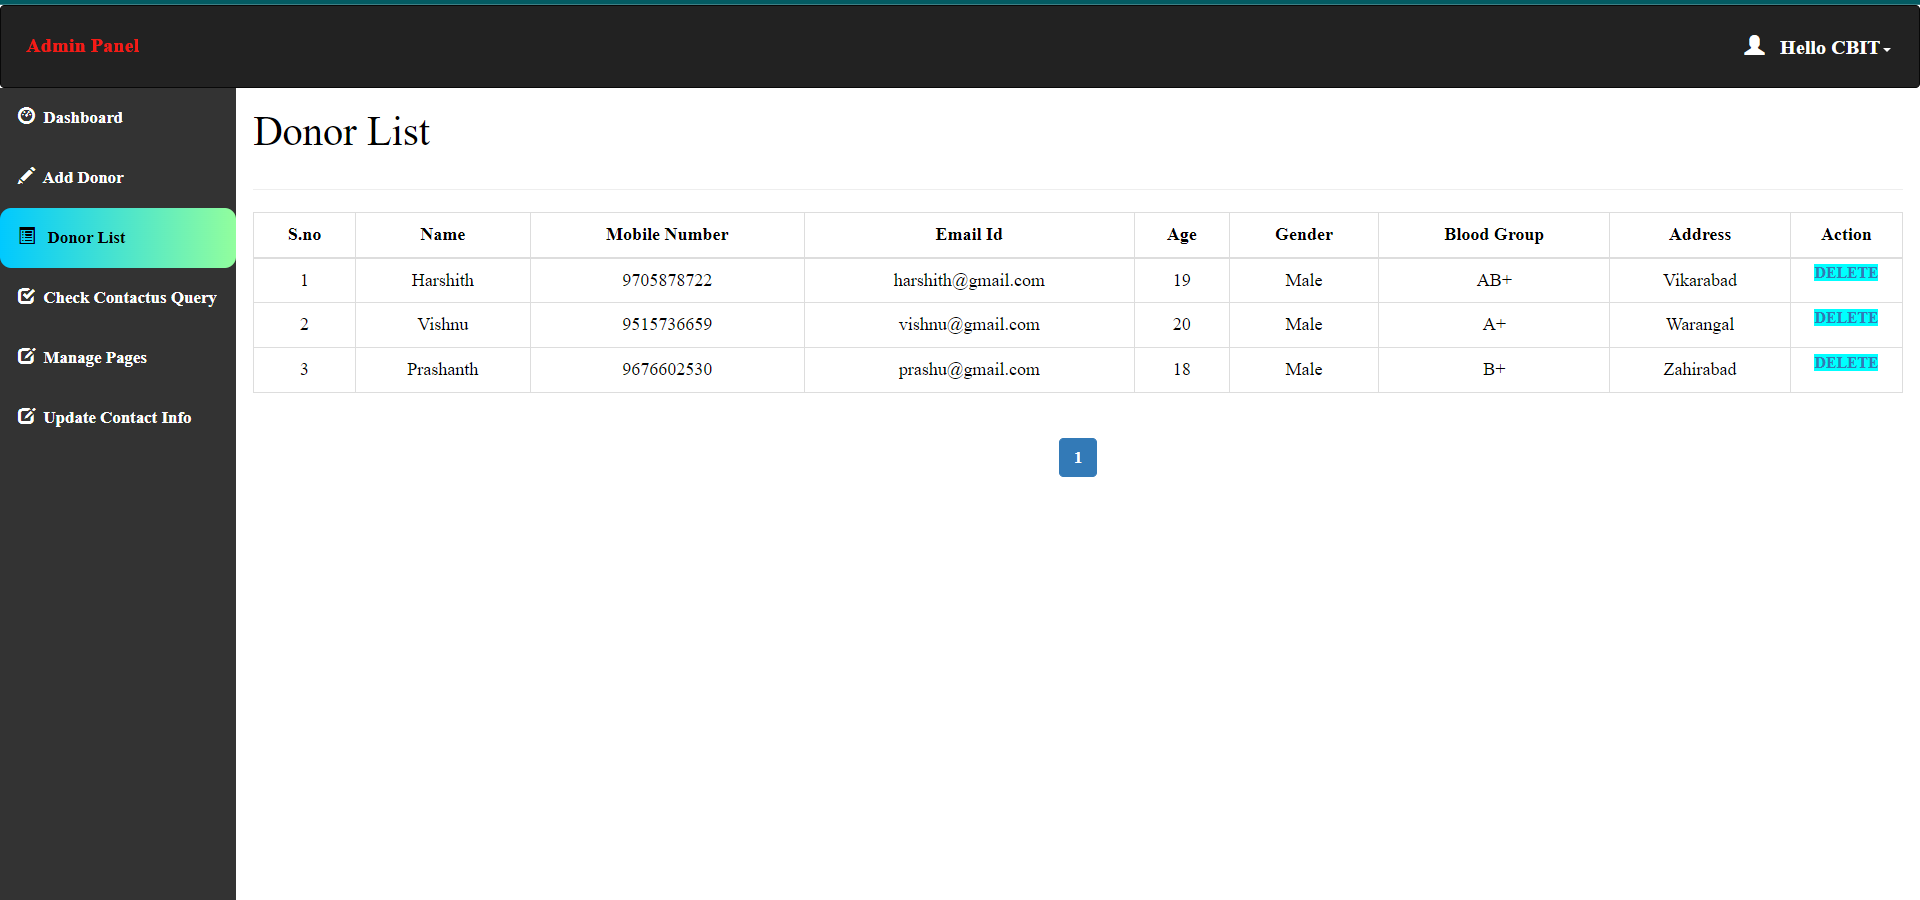 Admin Panel
Hello CBIT
Dashboard
Add Donor
Donor List
Check Contactus Query
Manage Pages
Update Contact Info
Donor List
S.no Name Mobile Number Email Id Age Gender Blood Group Address Action
1 Harshith 9705878722 harshith@gmail.com 19 Male AB+ Vikarabad DELETE
2 Vishnu 9515736659 vishnu@gmail.com 20 Male A+ Warangal DELETE
3 Prashanth 9676602530 prashu@gmail.com 18 Male B+ Zahirabad DELETE
1